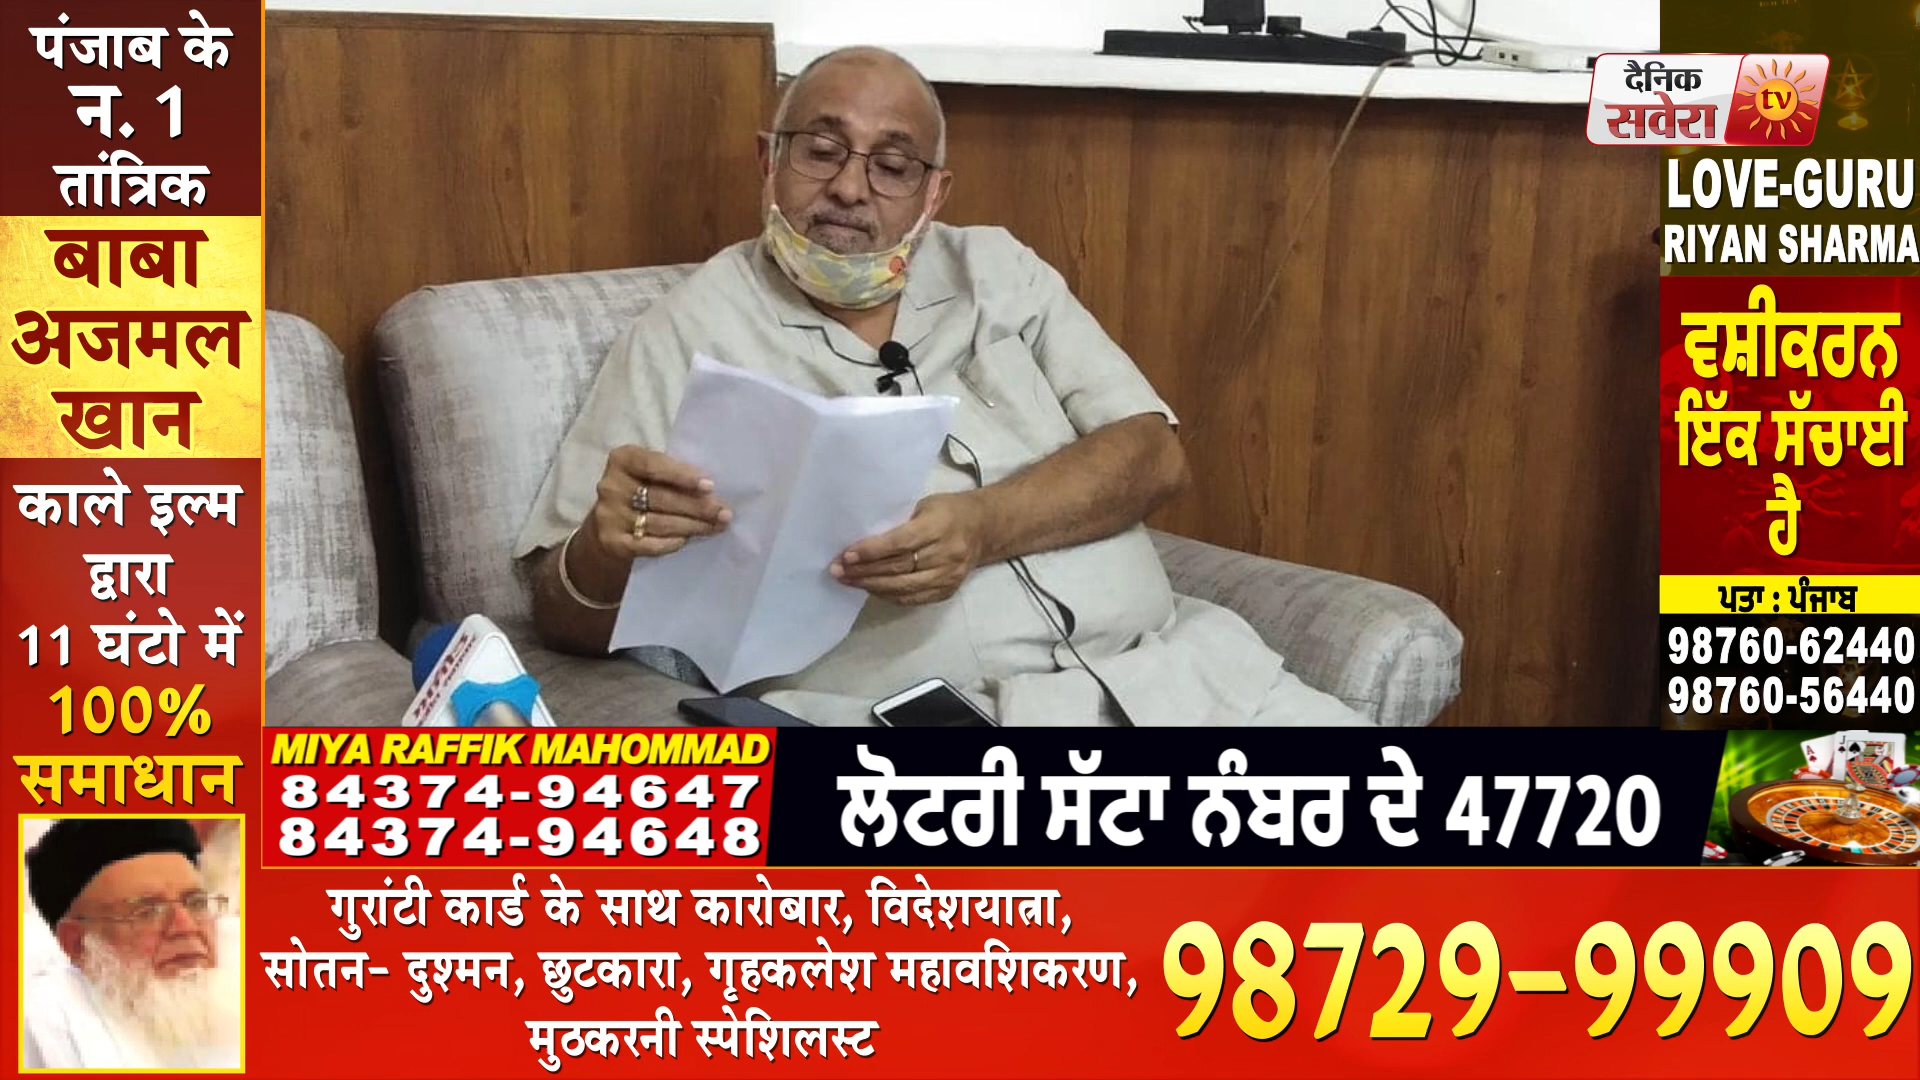 पंजाब के
न. 1
तांत्रिक
बाबा
अजमल
खान
काले इल्म
द्वारा
11 घंटो में
100%
समाधान
दैनिक
सवेरा
tv
LOVE-GURU
RIYAN SHARMA
ਵਸ਼ੀਕਰਨ
ਇੱਕ ਸੱਚਾਈ
ਹੈ
ਪਤਾ : ਪੰਜਾਬ
98760-62440
98760-56440
MIYA RAFFIK MAHOMMAD
84374-94647
84374-94648
ਲੋਟਰੀ ਸੱਟਾ ਨੰਬਰ ਦੇ 47720
गुरांटी कार्ड के साथ कारोबार, विदेशयात्रा,
सोतन- दुश्मन, छुटकारा, गृहकलेश महावशिकरण,
मुठकरनी स्पेशिलस्ट
98729-99909